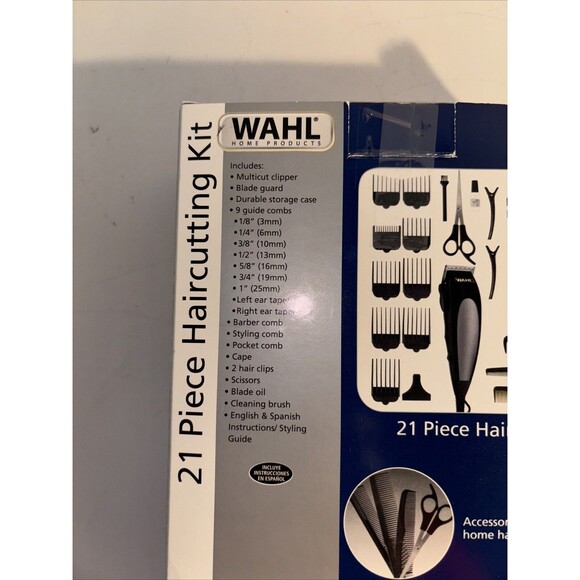 21 Piece Haircutting Kit
WAHL®
HOME PRODUCTS
Includes:
• Multicut clipper
• Blade guard
• Durable storage case
• 9 guide combs
•1/8" (3mm)
•1/4" (6mm)
•3/8" (10mm)
•1/2" (13mm)
•5/8" (16mm)
•3/4" (19mm)
•1" (25mm)
•Left ear taper
•Right ear taper
• Barber comb
• Styling comb
• Pocket comb
• Cape
• 2 hair clips
• Scissors
• Blade oil
• Cleaning brush
• English & Spanish
Instructions/ Styling
Guide
INCLUYE
INSTRUCCIONES
EN ESPAÑOL
WAHL
21 Piece Hair
Accessor
home ha